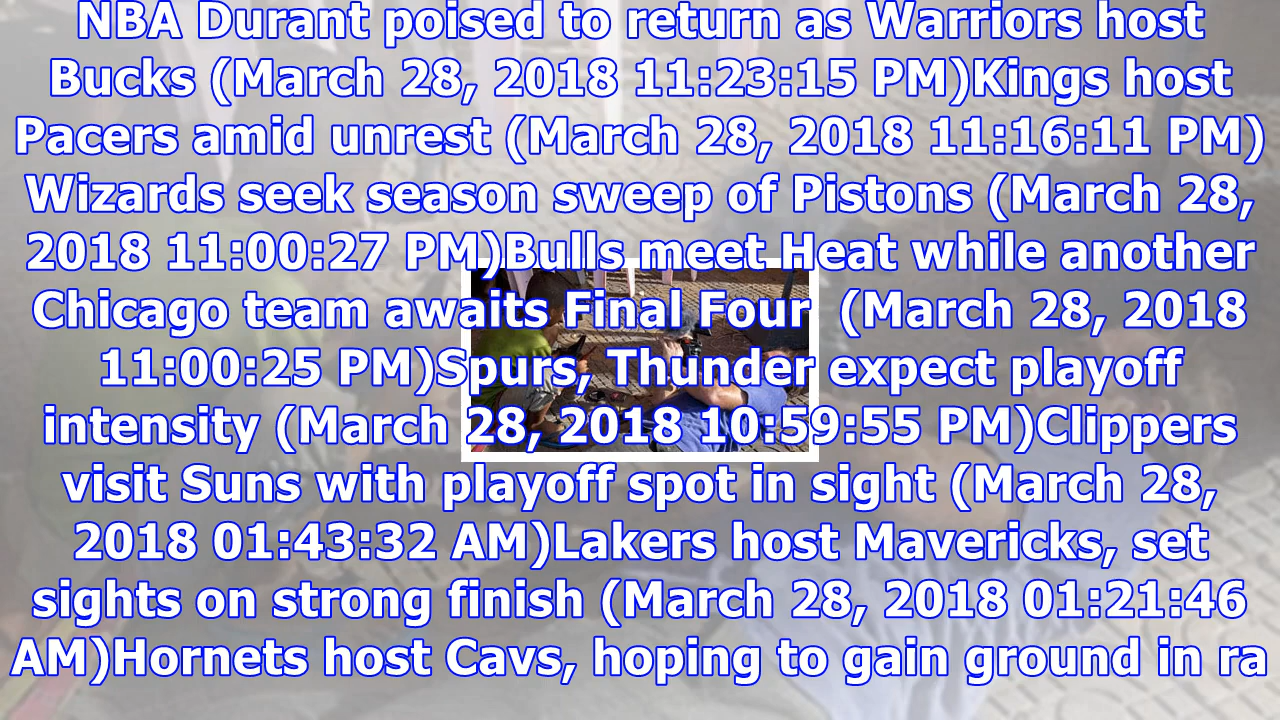 NBA Durant poised to return as Warriors host
Bucks (March 28, 2018 11:23:15 PM)Kings host
Pacers amid unrest (March 28, 2018 11:16:11 PM)
Wizards seek season sweep of Pistons (March 28,
2018 11:00:27 PM)Bulls meet Heat while another
Chicago team awaits Final Four  (March 28, 2018
11:00:25 PM)Spurs, Thunder expect playoff
intensity (March 28, 2018 10:59:55 PM)Clippers
visit Suns with playoff spot in sight (March 28,
2018 01:43:32 AM)Lakers host Mavericks, set
sights on strong finish (March 28, 2018 01:21:46
AM)Hornets host Cavs, hoping to gain ground in ra